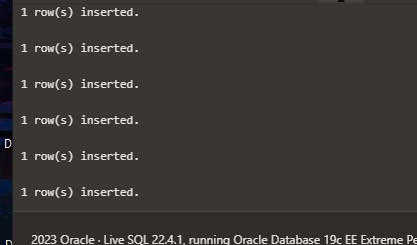 1 row(s) inserted.
1 row(s) inserted.
1 row(s) inserted.
1 row(s) inserted.
D
1 row(s) inserted.
1 row(s) inserted.
2023 Oracle · Live SQL 22.4.1, running Oracle Database 19c EE Extreme Pe